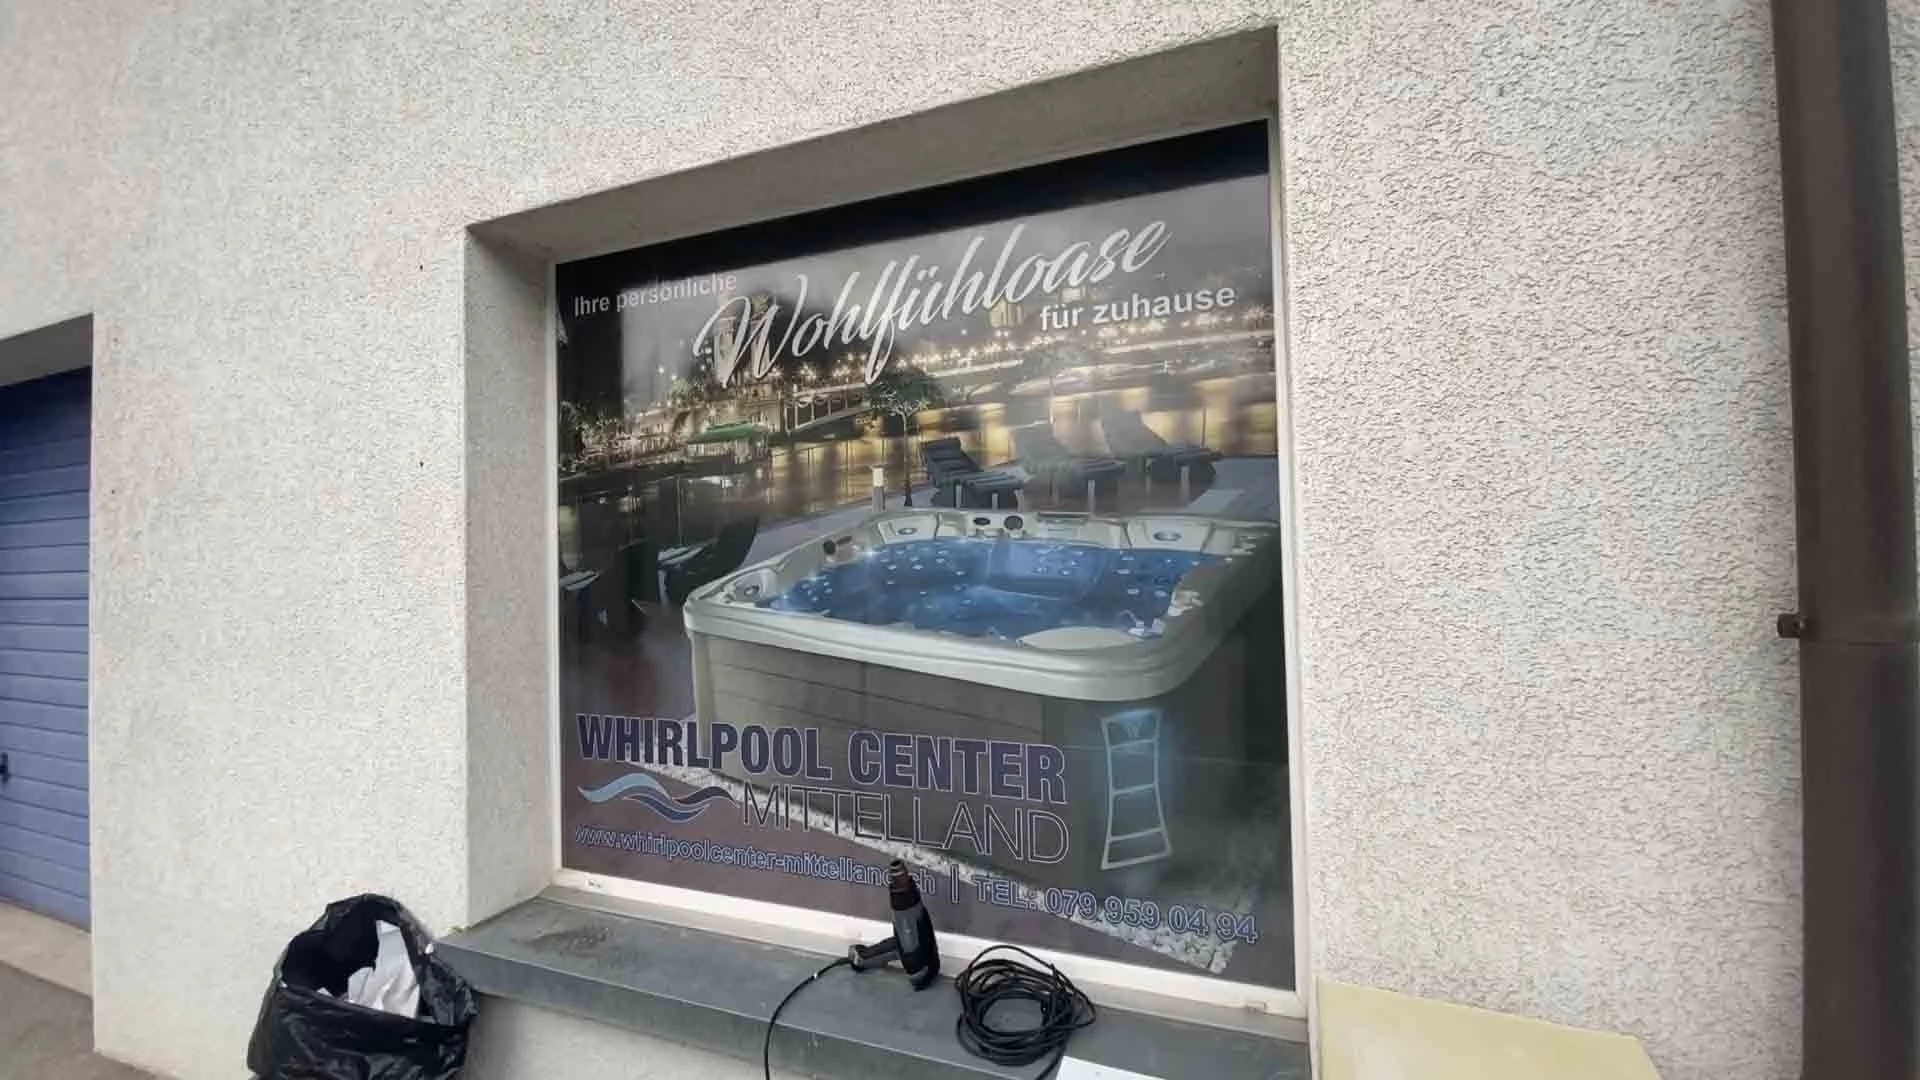 Ihre persönliche
Wohlfühloase
für zuhause
WHIRLPOOL CENTER
MITTELLAND
www.whirlpoolcenter-mittelland.ch | TEL: 079 959 04 94